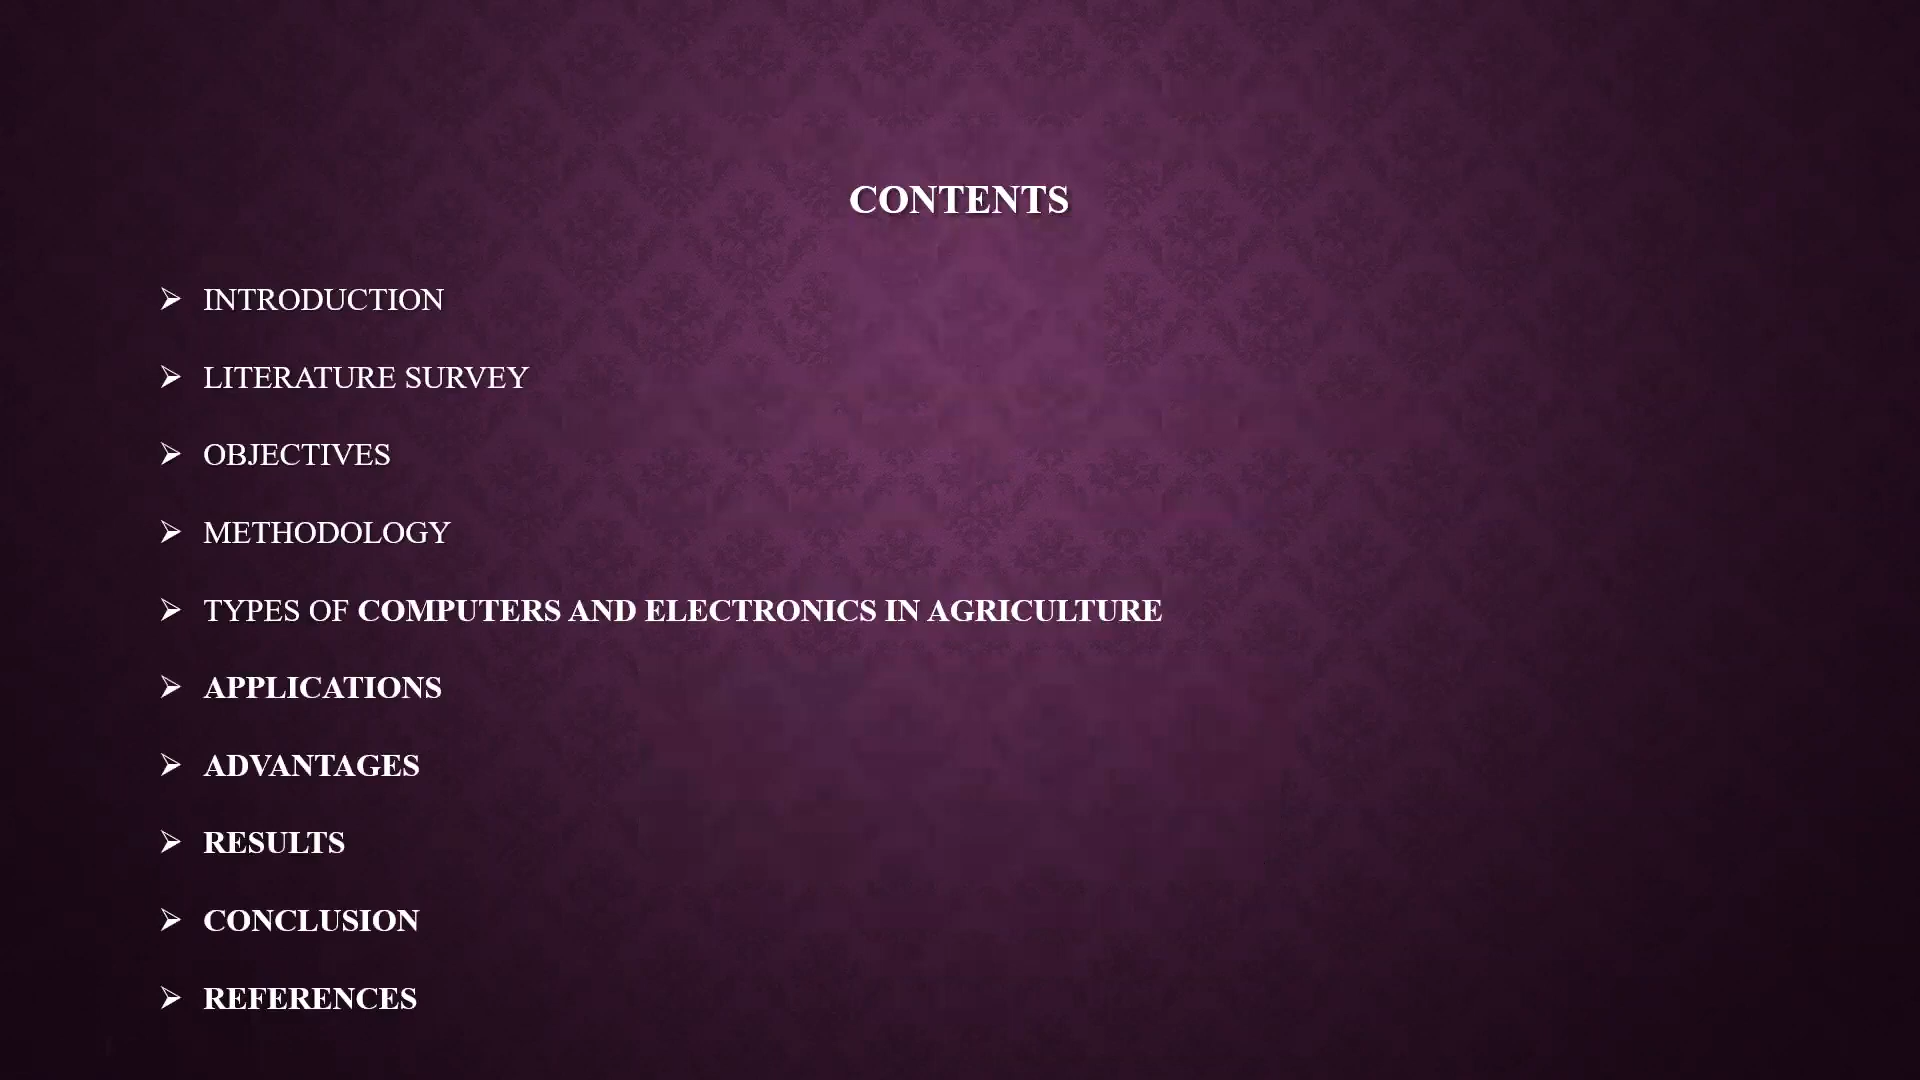 CONTENTS
INTRODUCTION
LITERATURE SURVEY
OBJECTIVES
METHODOLOGY
TYPES OF COMPUTERS AND ELECTRONICS IN AGRICULTURE
APPLICATIONS
ADVANTAGES
RESULTS
CONCLUSION
REFERENCES